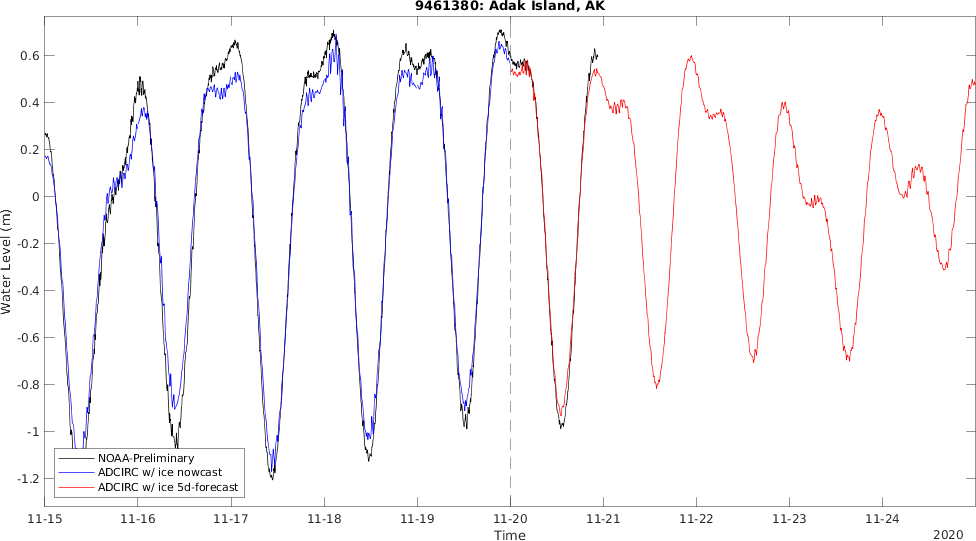 9461380: Adak Island, AK
Water Level (m)
0.6
0.4
0.2
0
-0.2
-0.4
-0.6
-0.8
-1
-1.2
NOAA-Preliminary
ADCIRC w/ ice nowcast
ADCIRC w/ ice 5d-forecast
11-15 11-16 11-17 11-18 11-19 11-20 11-21 11-22 11-23 11-24
Time
2020